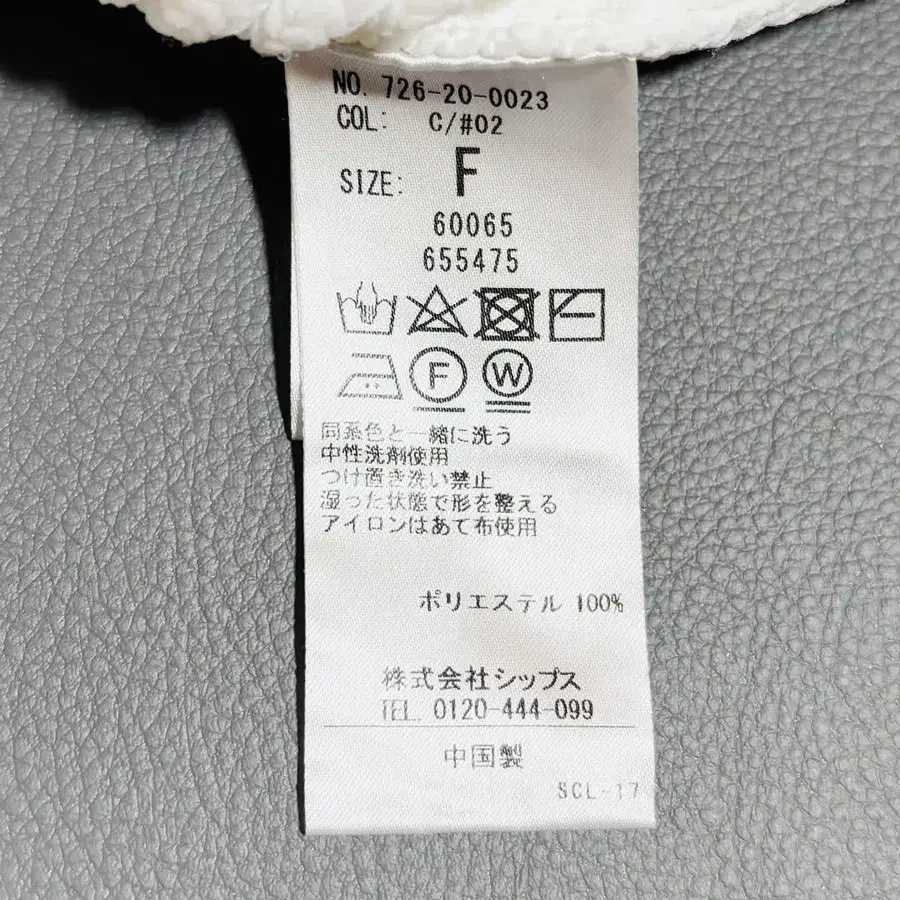 NO. 726-20-0023
COL: C/#02
SIZE: F
60065
655475
F W
同系色と一緒に洗う
中性洗剤使用
つけ置き洗い禁止
湿った状態で形を整える
アイロンはあて布使用
ポリエステル 100%
株式会社シップス
TEL. 0120-444-099
中国製
SCL-17